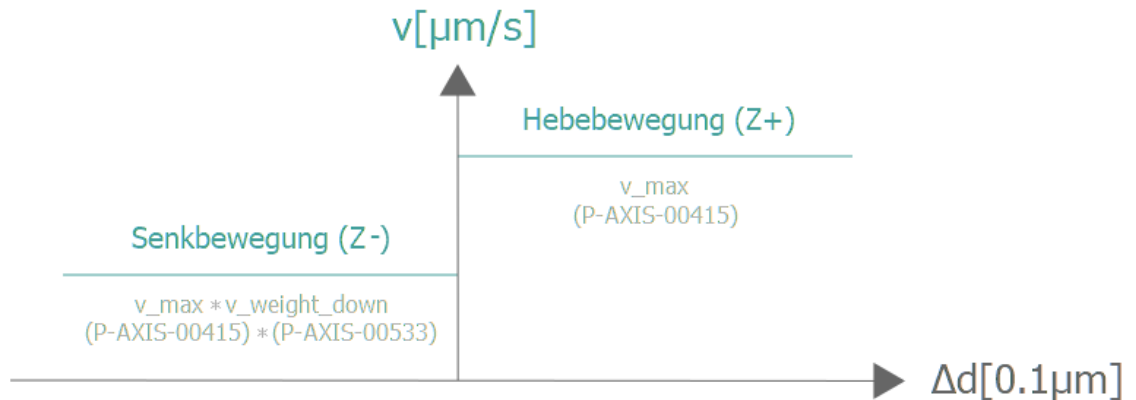 v[µm/s]
Hebebewegung (Z+)
v_max
(P-AXIS-00415)
Senkbewegung (Z-)
v_max*v_weight_down
(P-AXIS-00415)*(P-AXIS-00533)
Δd[0.1µm]